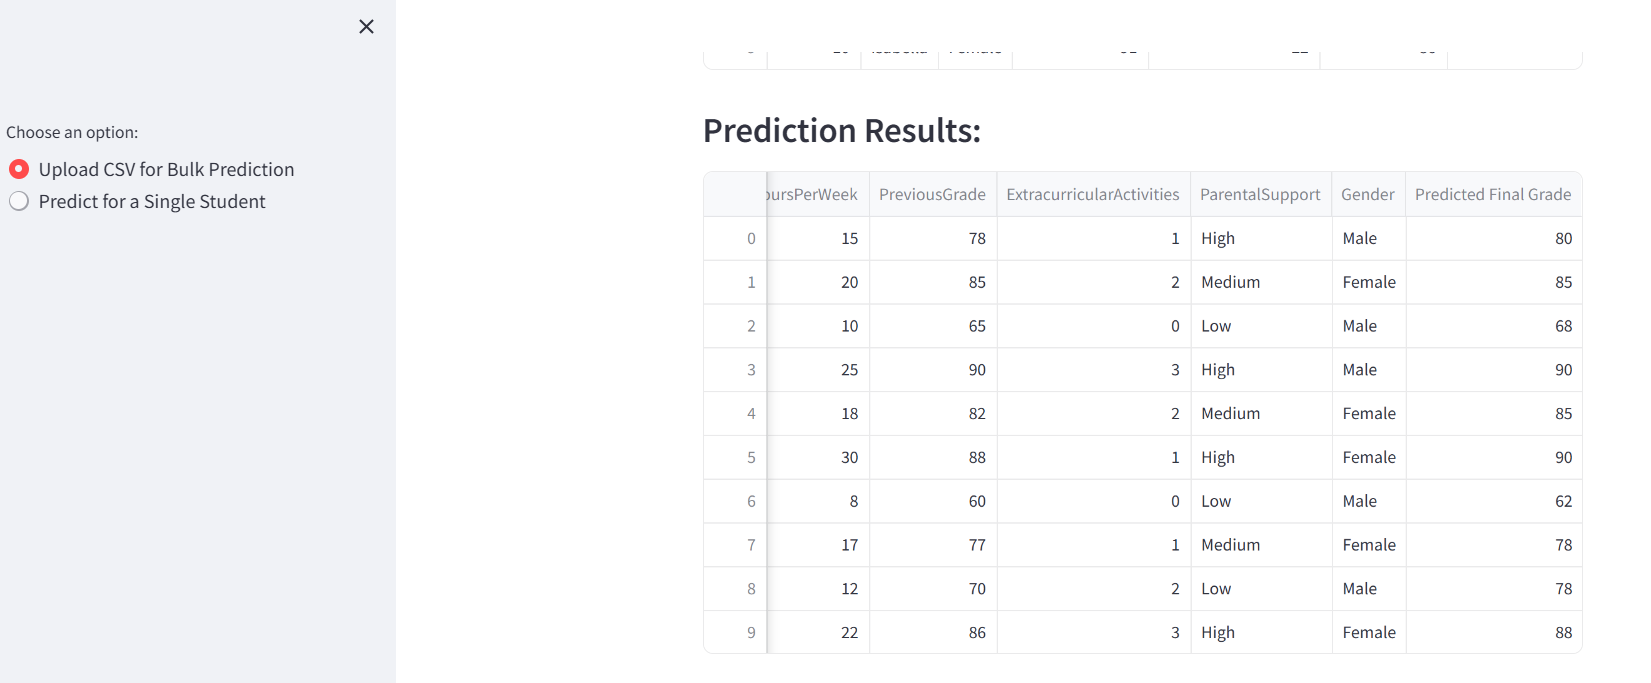 Choose an option:
Upload CSV for Bulk Prediction
Predict for a Single Student
Prediction Results:
oursPerWeek PreviousGrade ExtracurricularActivities ParentalSupport Gender Predicted Final Grade
0 15 78 1 High Male 80
1 20 85 2 Medium Female 85
2 10 65 0 Low Male 68
3 25 90 3 High Male 90
4 18 82 2 Medium Female 85
5 30 88 1 High Female 90
6 8 60 0 Low Male 62
7 17 77 1 Medium Female 78
8 12 70 2 Low Male 78
9 22 86 3 High Female 88